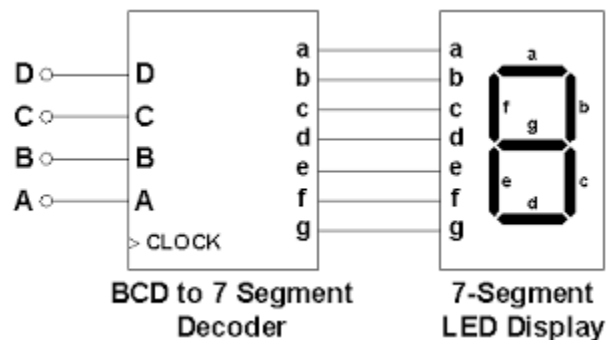 D D
C C
B B
A A
> CLOCK
a
b
c
d
e
f
g
BCD to 7 Segment
Decoder
a
b
c
d
e
f
g
a
f b
g
e c
d
7-Segment
LED Display